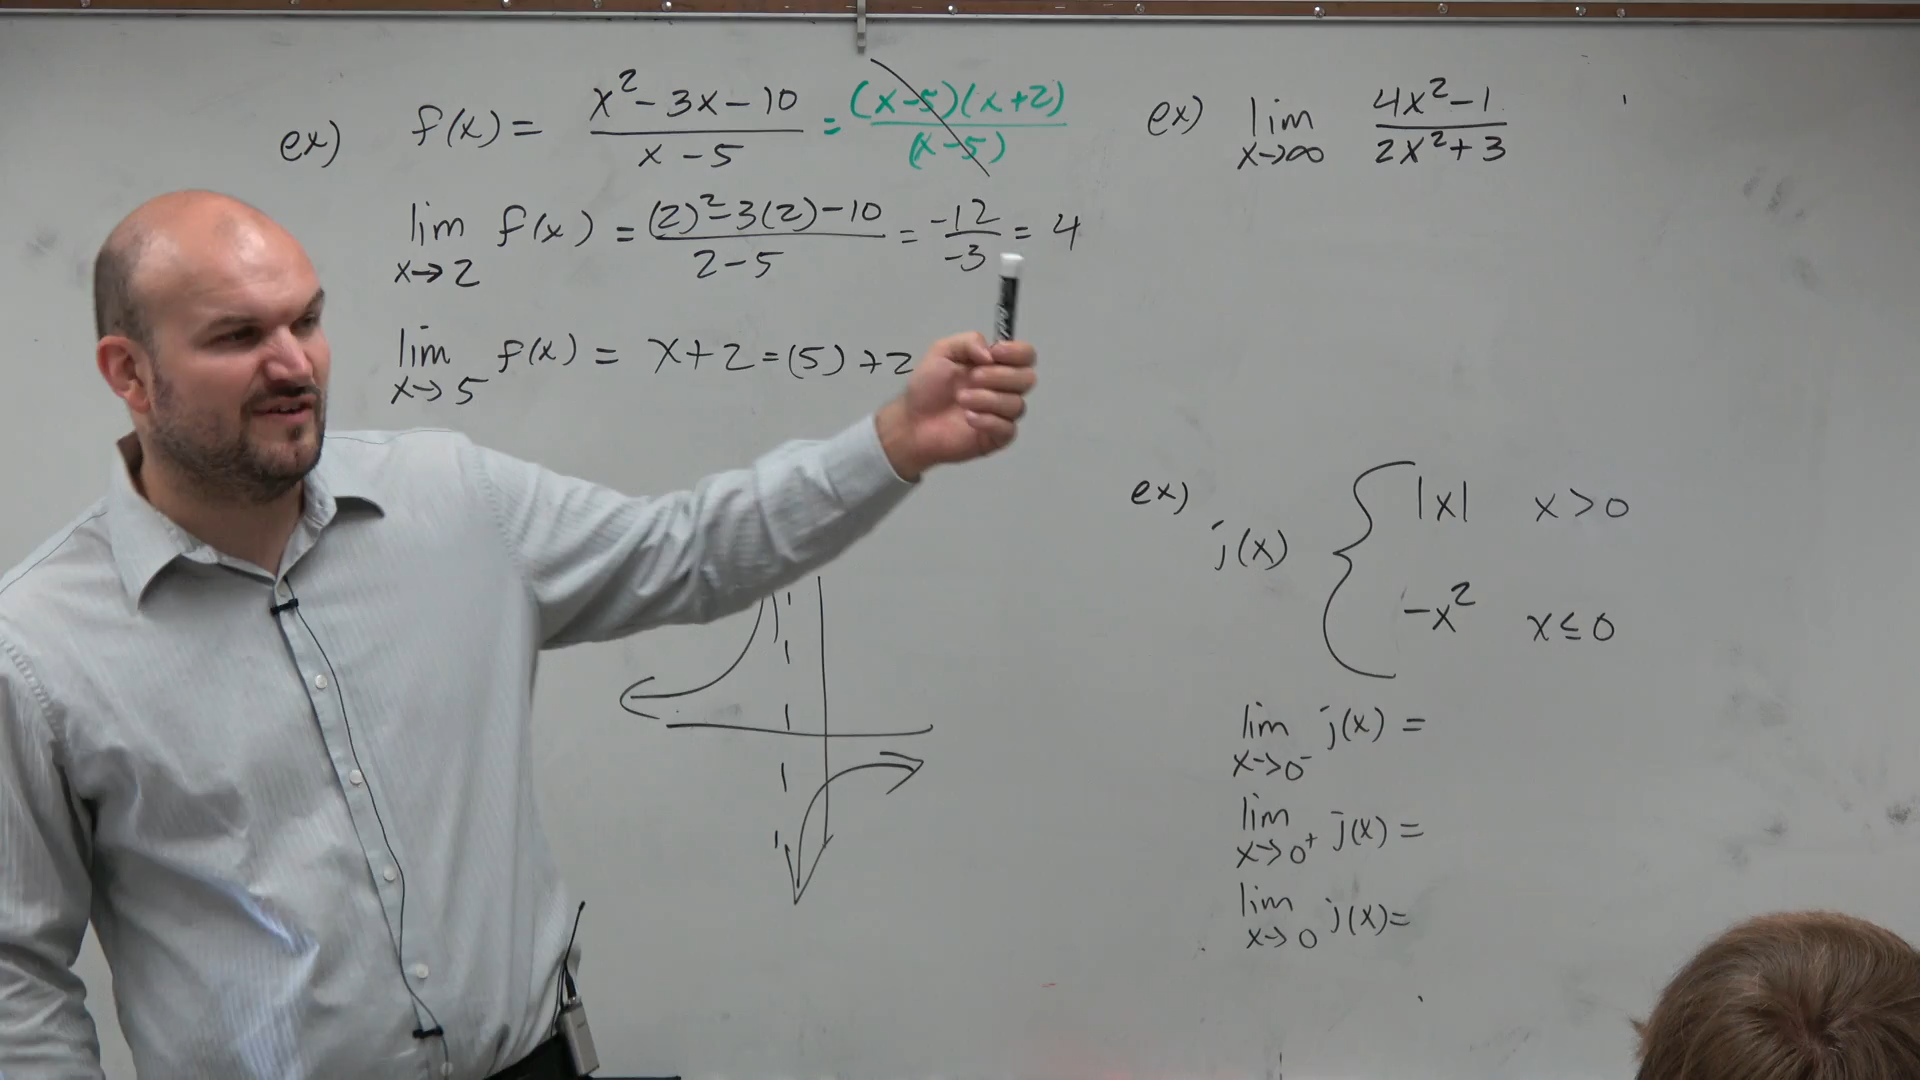 ex) f(x) = x² - 3x - 10 / x - 5 = (x-5)(x+2) / (x-5)
lim x→2 f(x) = (2)² - 3(2) - 10 / 2 - 5 = -12 / -3 = 4
lim x→5 f(x) = x+2 = (5) + 2
ex) lim x→∞ 4x² - 1 / 2x² + 3
ex) j(x) { |x| x > 0
-x² x ≤ 0
lim x→0⁻ j(x) =
lim x→0⁺ j(x) =
lim x→0 j(x) =